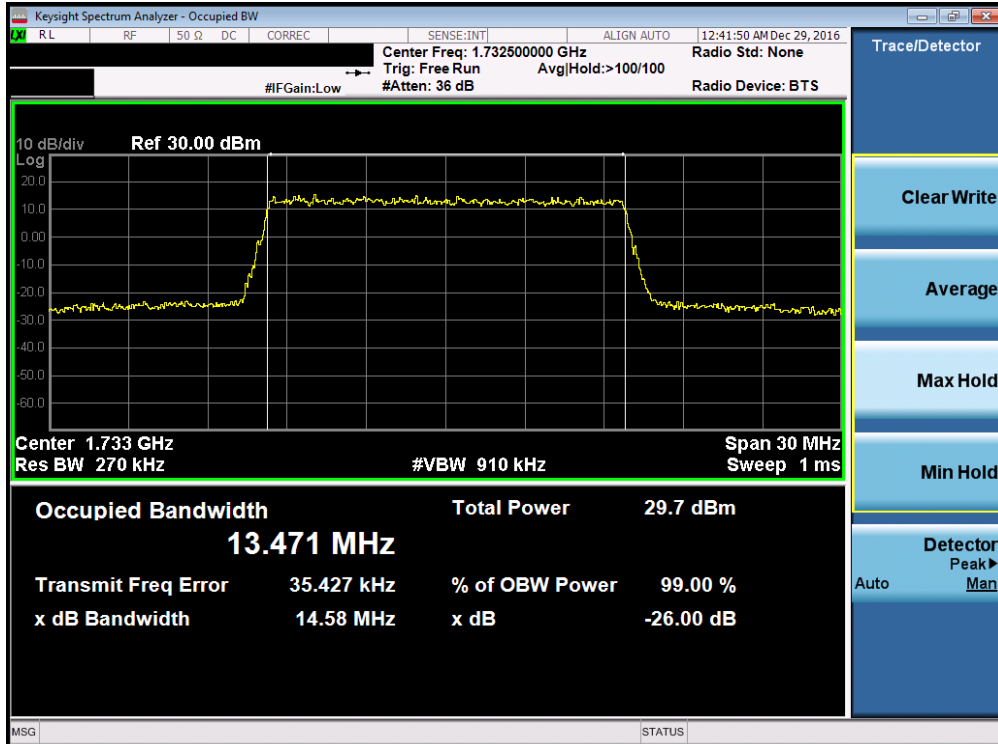 Keysight Spectrum Analyzer - Occupied BW
LXI RL RF 50 Ω DC CORREC SENSE:INT ALIGN AUTO 12:41:50 AM Dec 29, 2016
Center Freq: 1.732500000 GHz Radio Std: None
Trig: Free Run Avg|Hold:>100/100
#IFGain:Low #Atten: 36 dB Radio Device: BTS
10 dB/div Ref 30.00 dBm
Log
20.0
10.0
0.00
-10.0
-20.0
-30.0
-40.0
-50.0
-60.0
Center 1.733 GHz Span 30 MHz
Res BW 270 kHz #VBW 910 kHz Sweep 1 ms
Occupied Bandwidth Total Power 29.7 dBm
13.471 MHz
Transmit Freq Error 35.427 kHz % of OBW Power 99.00 %
x dB Bandwidth 14.58 MHz x dB -26.00 dB
MSG STATUS
Trace/Detector
Clear Write
Average
Max Hold
Min Hold
Detector
Peak▶
Auto Man